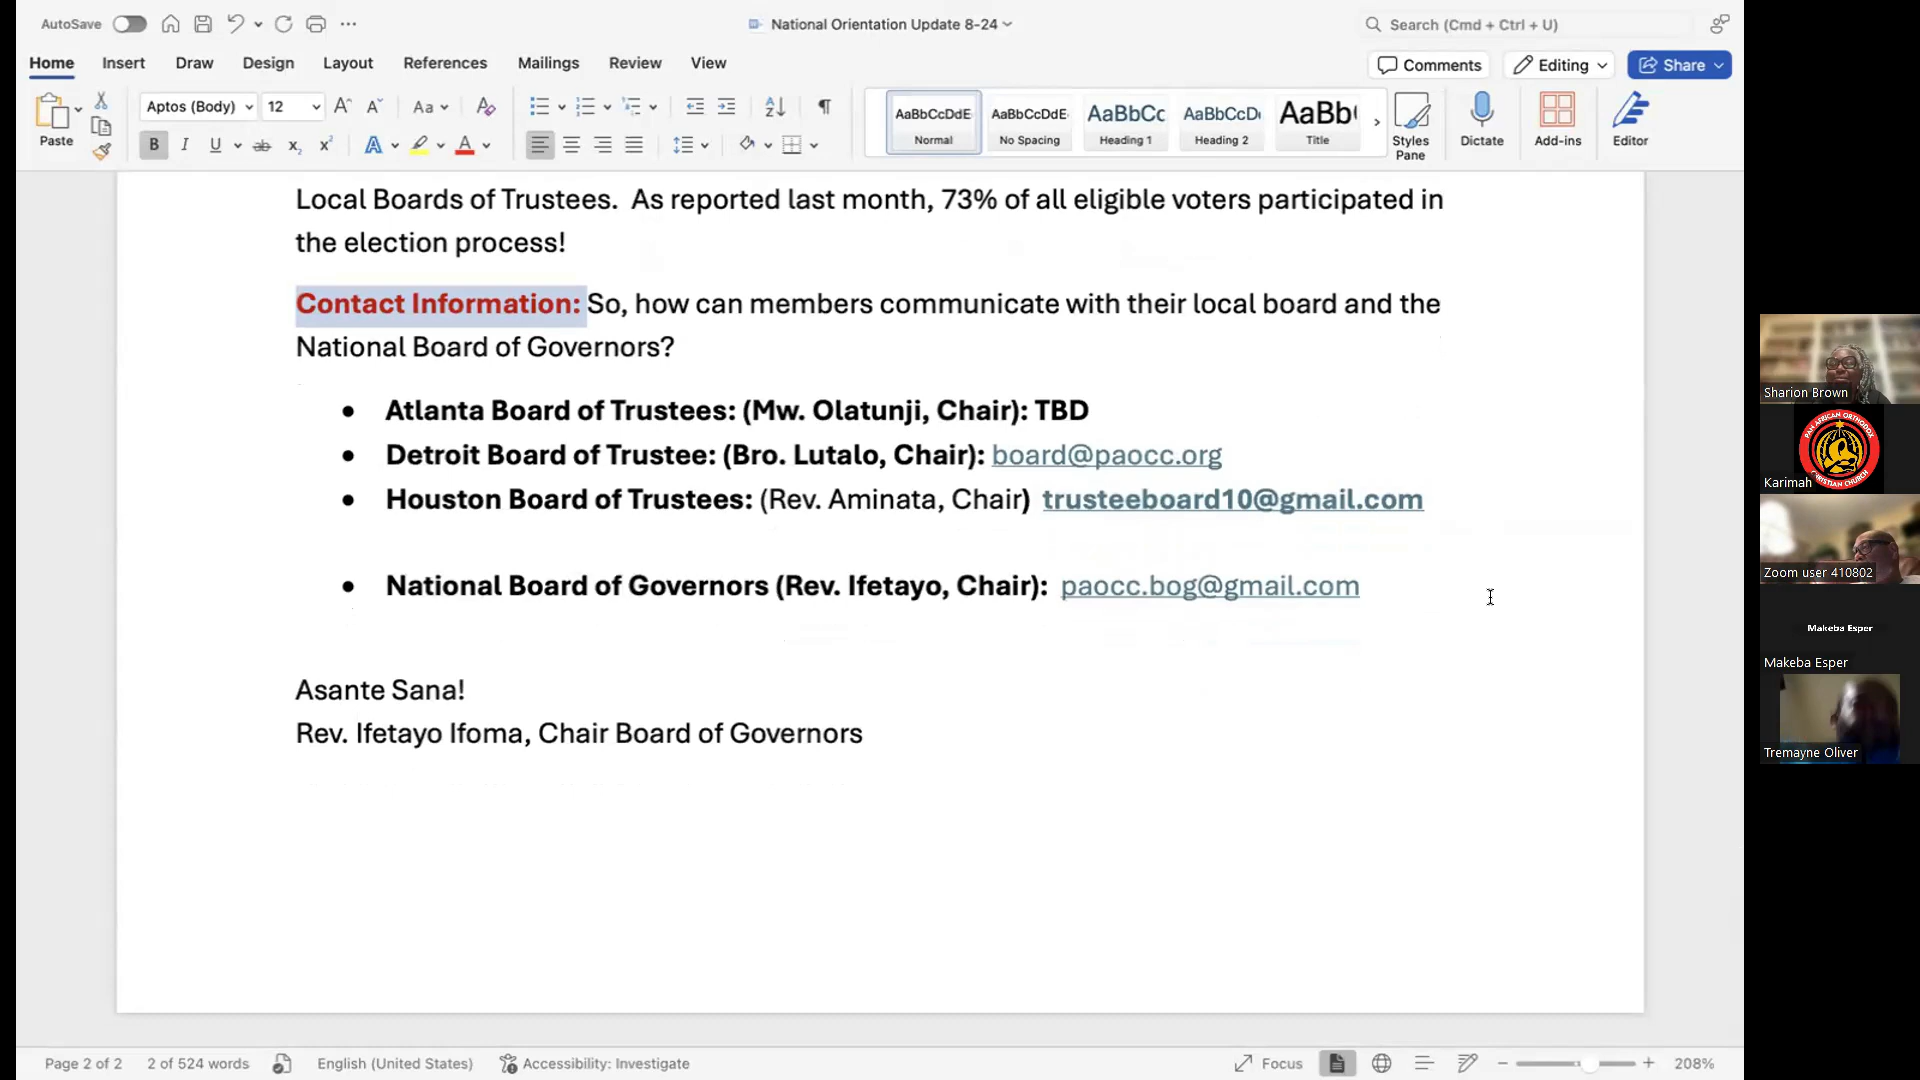 AutoSave
National Orientation Update 8-24
Search (Cmd + Ctrl + U)
Home Insert Draw Design Layout References Mailings Review View
Comments Editing Share
Paste
Aptos (Body) 12
AaBbCcDdE AaBbCcDdE AaBbCc AaBbCcD AaBb
Normal No Spacing Heading 1 Heading 2 Title
Styles Pane Dictate Add-ins Editor
Local Boards of Trustees. As reported last month, 73% of all eligible voters participated in
the election process!
Contact Information: So, how can members communicate with their local board and the
National Board of Governors?
• Atlanta Board of Trustees: (Mw. Olatunji, Chair): TBD
• Detroit Board of Trustee: (Bro. Lutalo, Chair): board@paocc.org
• Houston Board of Trustees: (Rev. Aminata, Chair) trusteeboard10@gmail.com
• National Board of Governors (Rev. Ifetayo, Chair): paocc.bog@gmail.com
Asante Sana!
Rev. Ifetayo Ifoma, Chair Board of Governors
Page 2 of 2 2 of 524 words English (United States) Accessibility: Investigate
Focus 208%
Sharion Brown
PAN AFRICAN ORTHODOX
CHRISTIAN CHURCH
Karimah
Zoom user 410802
Makeba Esper
Makeba Esper
Tremayne Oliver